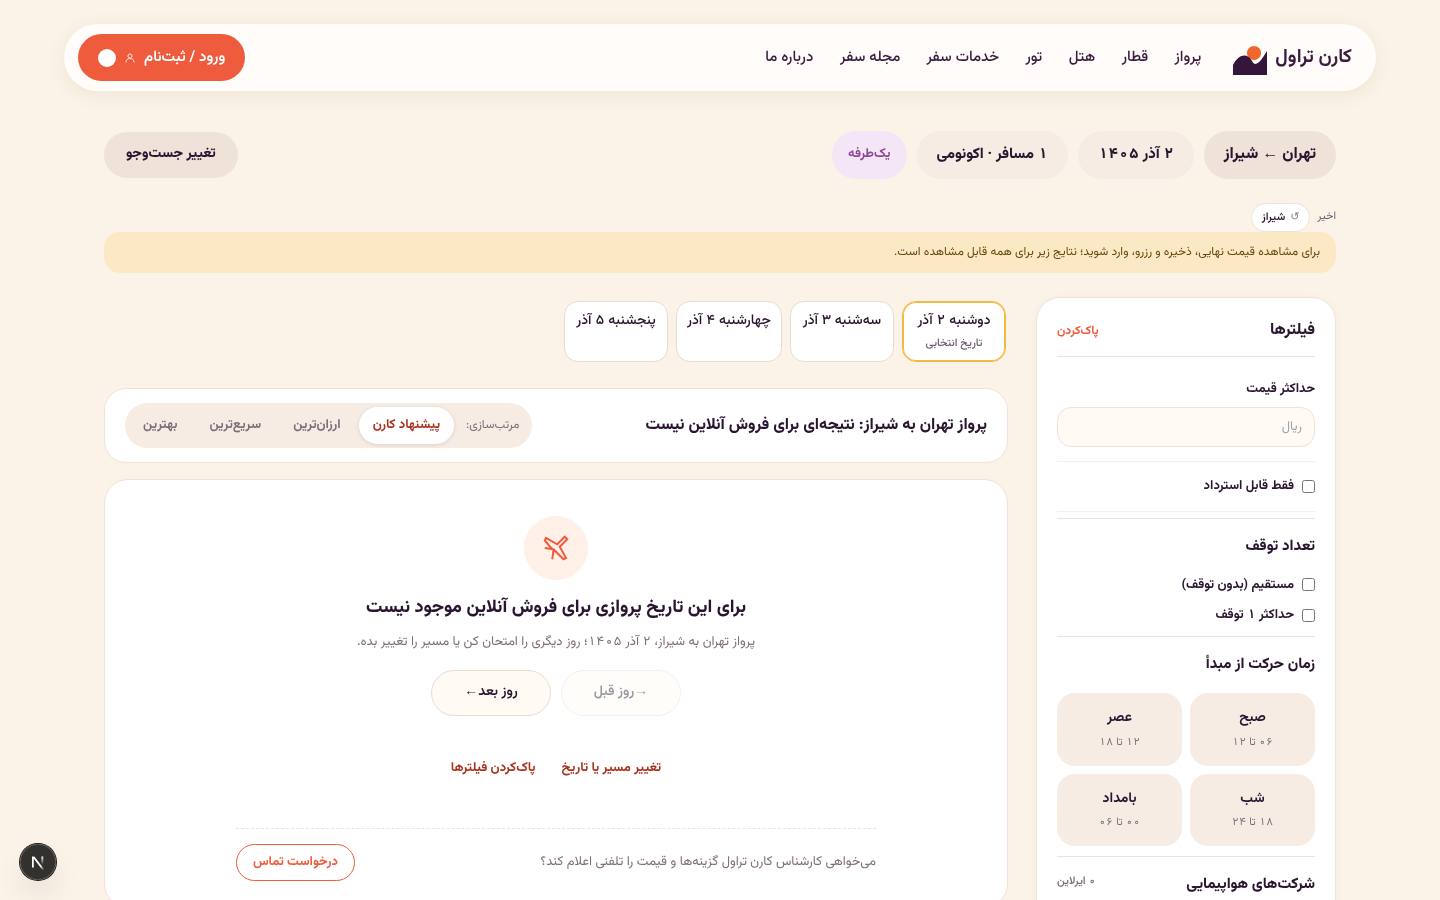 کارن تراول
پرواز
قطار
هتل
تور
خدمات سفر
مجله سفر
درباره ما
ورود / ثبت‌نام
تهران ← شیراز
۲ آذر ۱۴۰۵
۱ مسافر · اکونومی
یک‌طرفه
تغییر جست‌وجو
اخیر
↺ شیراز
برای مشاهده قیمت نهایی، ذخیره و رزرو، وارد شوید؛ نتایج زیر برای همه قابل مشاهده است.
فیلترها
پاک‌کردن
حداکثر قیمت
ریال
فقط قابل استرداد
تعداد توقف
مستقیم (بدون توقف)
حداکثر ۱ توقف
زمان حرکت از مبدأ
صبح
۰۶ تا ۱۲
عصر
۱۲ تا ۱۸
شب
۱۸ تا ۲۴
بامداد
۰۰ تا ۰۶
شرکت‌های هواپیمایی
۰ ایرلاین
دوشنبه ۲ آذر
تاریخ انتخابی
سه‌شنبه ۳ آذر
چهارشنبه ۴ آذر
پنجشنبه ۵ آذر
پرواز تهران به شیراز: نتیجه‌ای برای فروش آنلاین نیست
مرتب‌سازی:
پیشنهاد کارن
ارزان‌ترین
سریع‌ترین
بهترین
برای این تاریخ پروازی برای فروش آنلاین موجود نیست
پرواز تهران به شیراز، ۲ آذر ۱۴۰۵؛ روز دیگری را امتحان کن یا مسیر را تغییر بده.
→روز قبل
روز بعد←
تغییر مسیر یا تاریخ
پاک‌کردن فیلترها
می‌خواهی کارشناس کارن تراول گزینه‌ها و قیمت را تلفنی اعلام کند؟
درخواست تماس
N